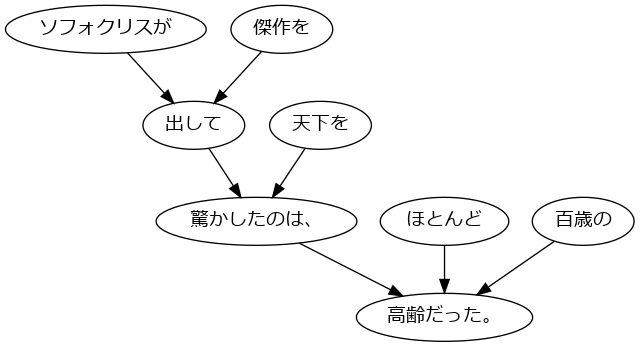 ソフォクリスが 傑作を
出して 天下を
驚かしたのは、 ほとんど 百歳の
高齢だった。